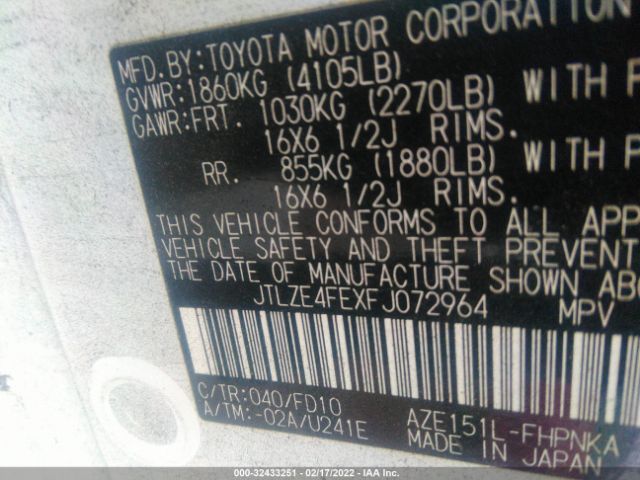 MFD.BY:TOYOTA MOTOR CORPORATION
GVWR:1860KG (4105LB)
GAWR:FRT. 1030KG (2270LB) WITH P
16X6 1/2J RIMS.
RR. 855KG (1880LB) WITH P
16X6 1/2J RIMS.
THIS VEHICLE CONFORMS TO ALL APP
VEHICLE SAFETY AND THEFT PREVENT
THE DATE OF MANUFACTURE SHOWN ABO
JTLZE4FEXFJ072964 MPV
C/TR:040/FD10 AZE151L-FHPNKA
A/TM:-02A/U241E MADE IN JAPAN
000-32433251 - 02/17/2022 - IAA Inc.